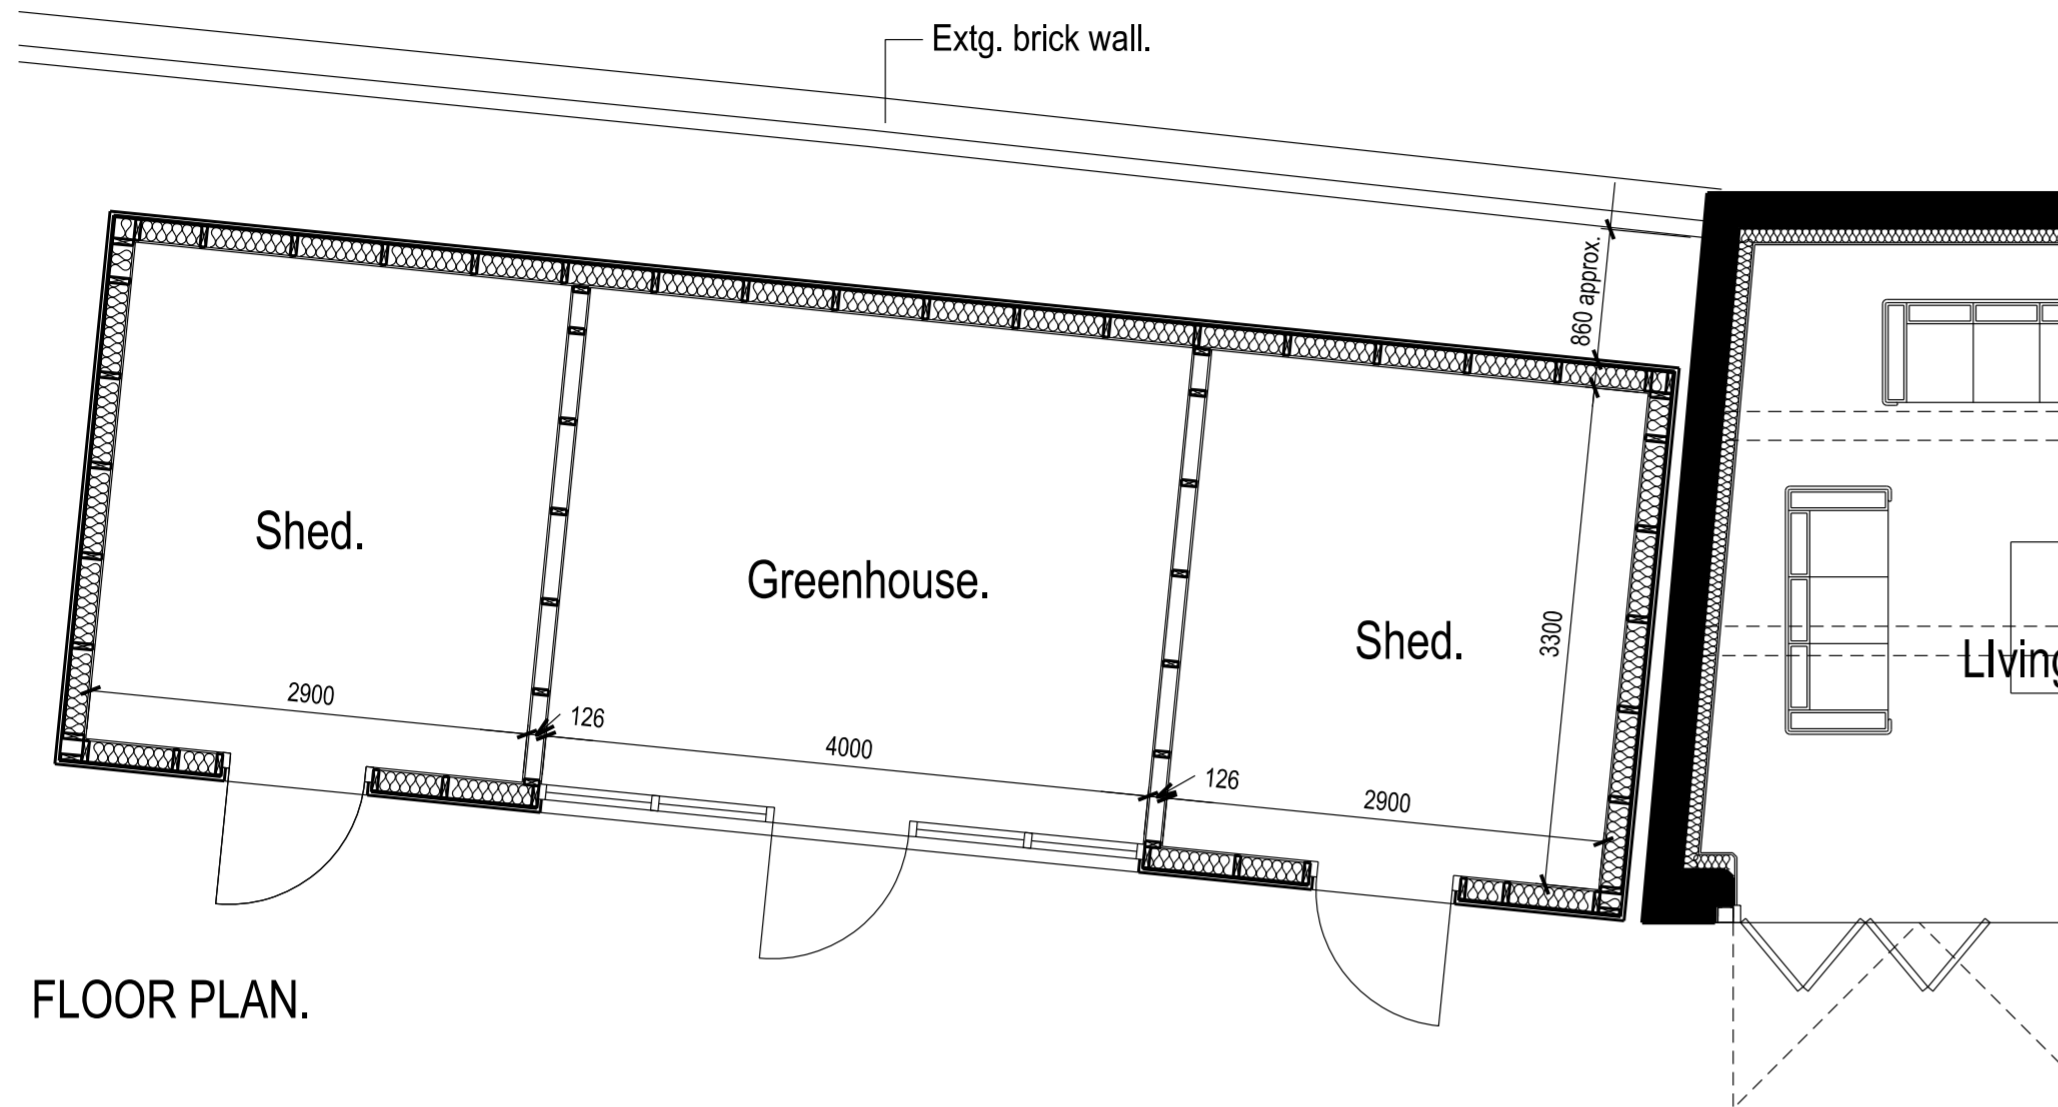 Extg. brick wall.
860 approx.
Shed.
Greenhouse.
Shed.
3300
LIving
2900
126
4000
126
2900
FLOOR PLAN.